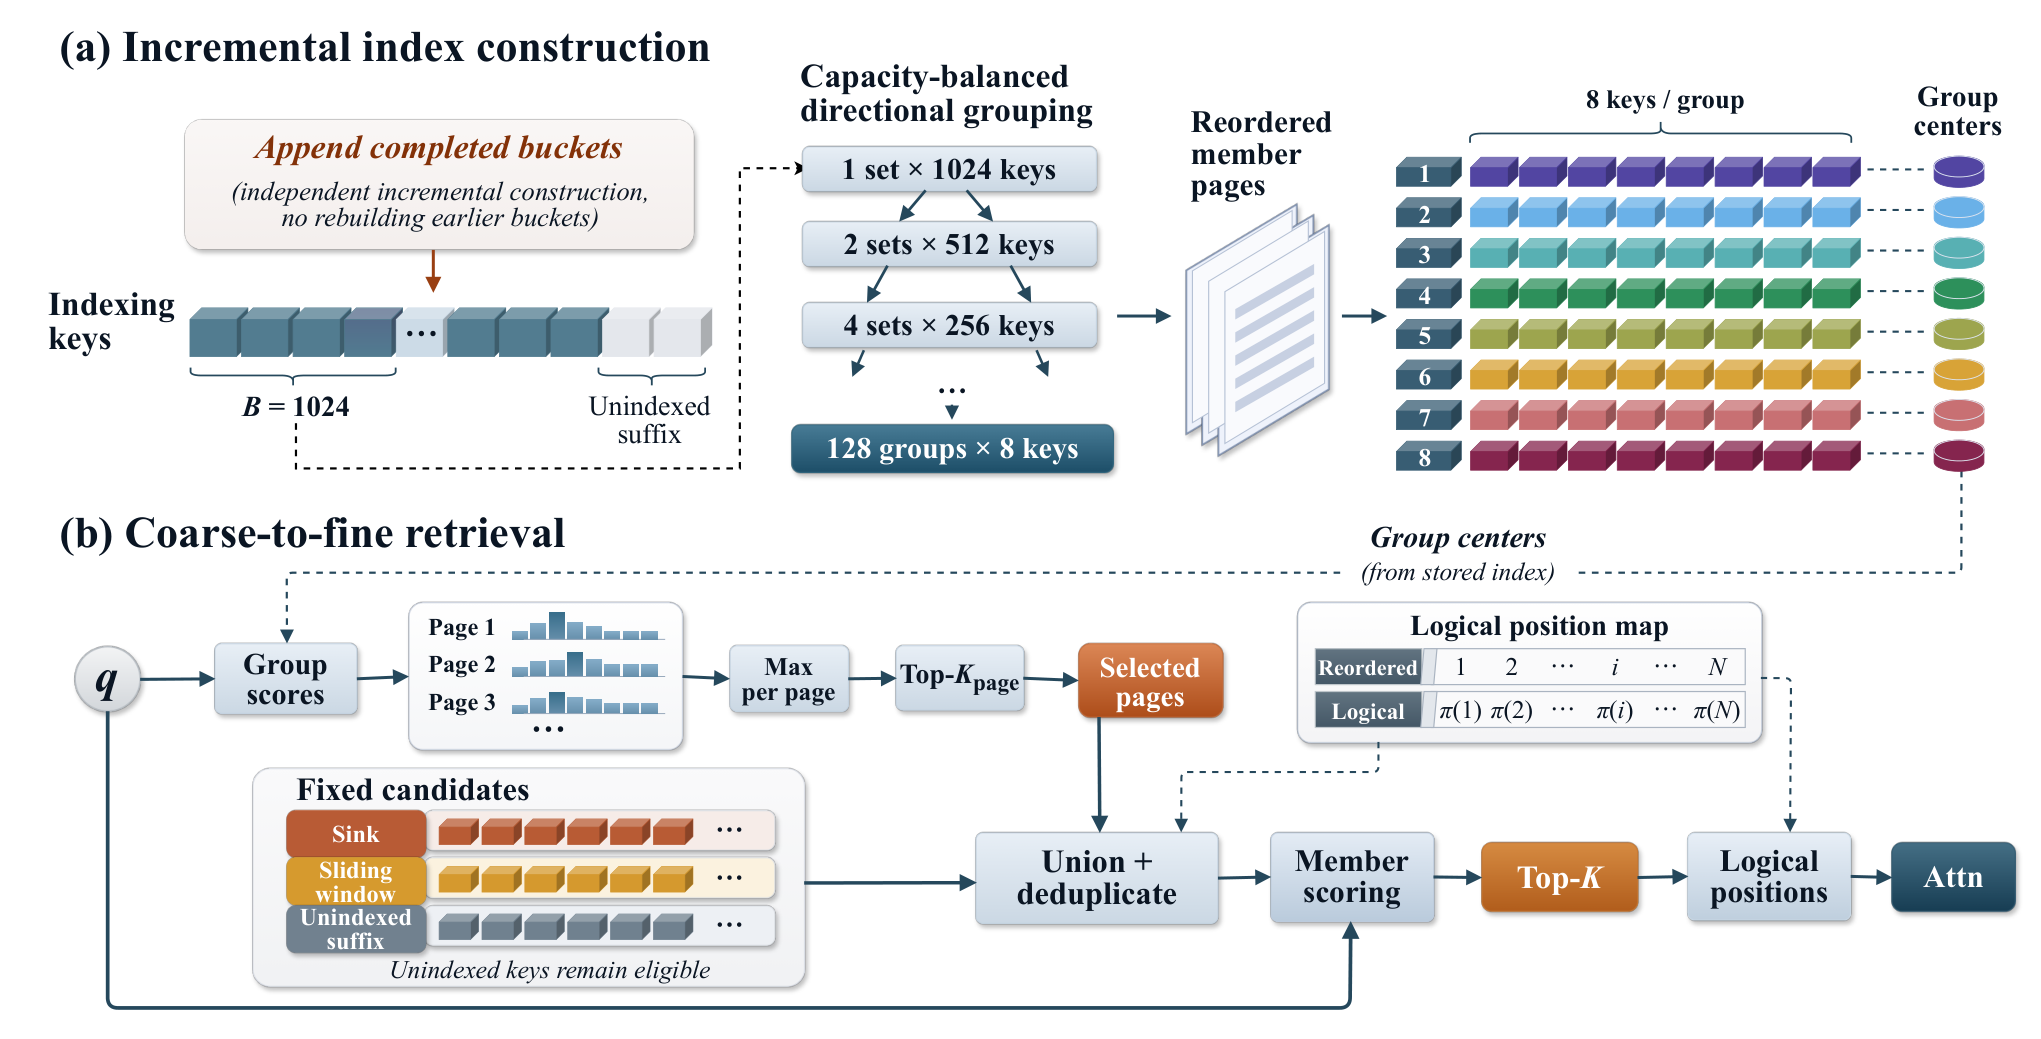 (a) Incremental index construction
Append completed buckets
(independent incremental construction,
no rebuilding earlier buckets)
Indexing
keys
...
B = 1024
Unindexed
suffix
Capacity-balanced
directional grouping
1 set × 1024 keys
2 sets × 512 keys
4 sets × 256 keys
...
128 groups × 8 keys
Reordered
member
pages
8 keys / group
Group
centers
1
2
3
4
5
6
7
8
(b) Coarse-to-fine retrieval
Group centers
(from stored index)
q
Group
scores
Page 1
Page 2
Page 3
...
Max
per page
Top-Kpage
Selected
pages
Logical position map
Reordered 1 2 ... i ... N
Logical π(1) π(2) ... π(i) ... π(N)
Fixed candidates
Sink ...
Sliding
window ...
Unindexed
suffix ...
Unindexed keys remain eligible
Union +
deduplicate
Member
scoring
Top-K
Logical
positions
Attn